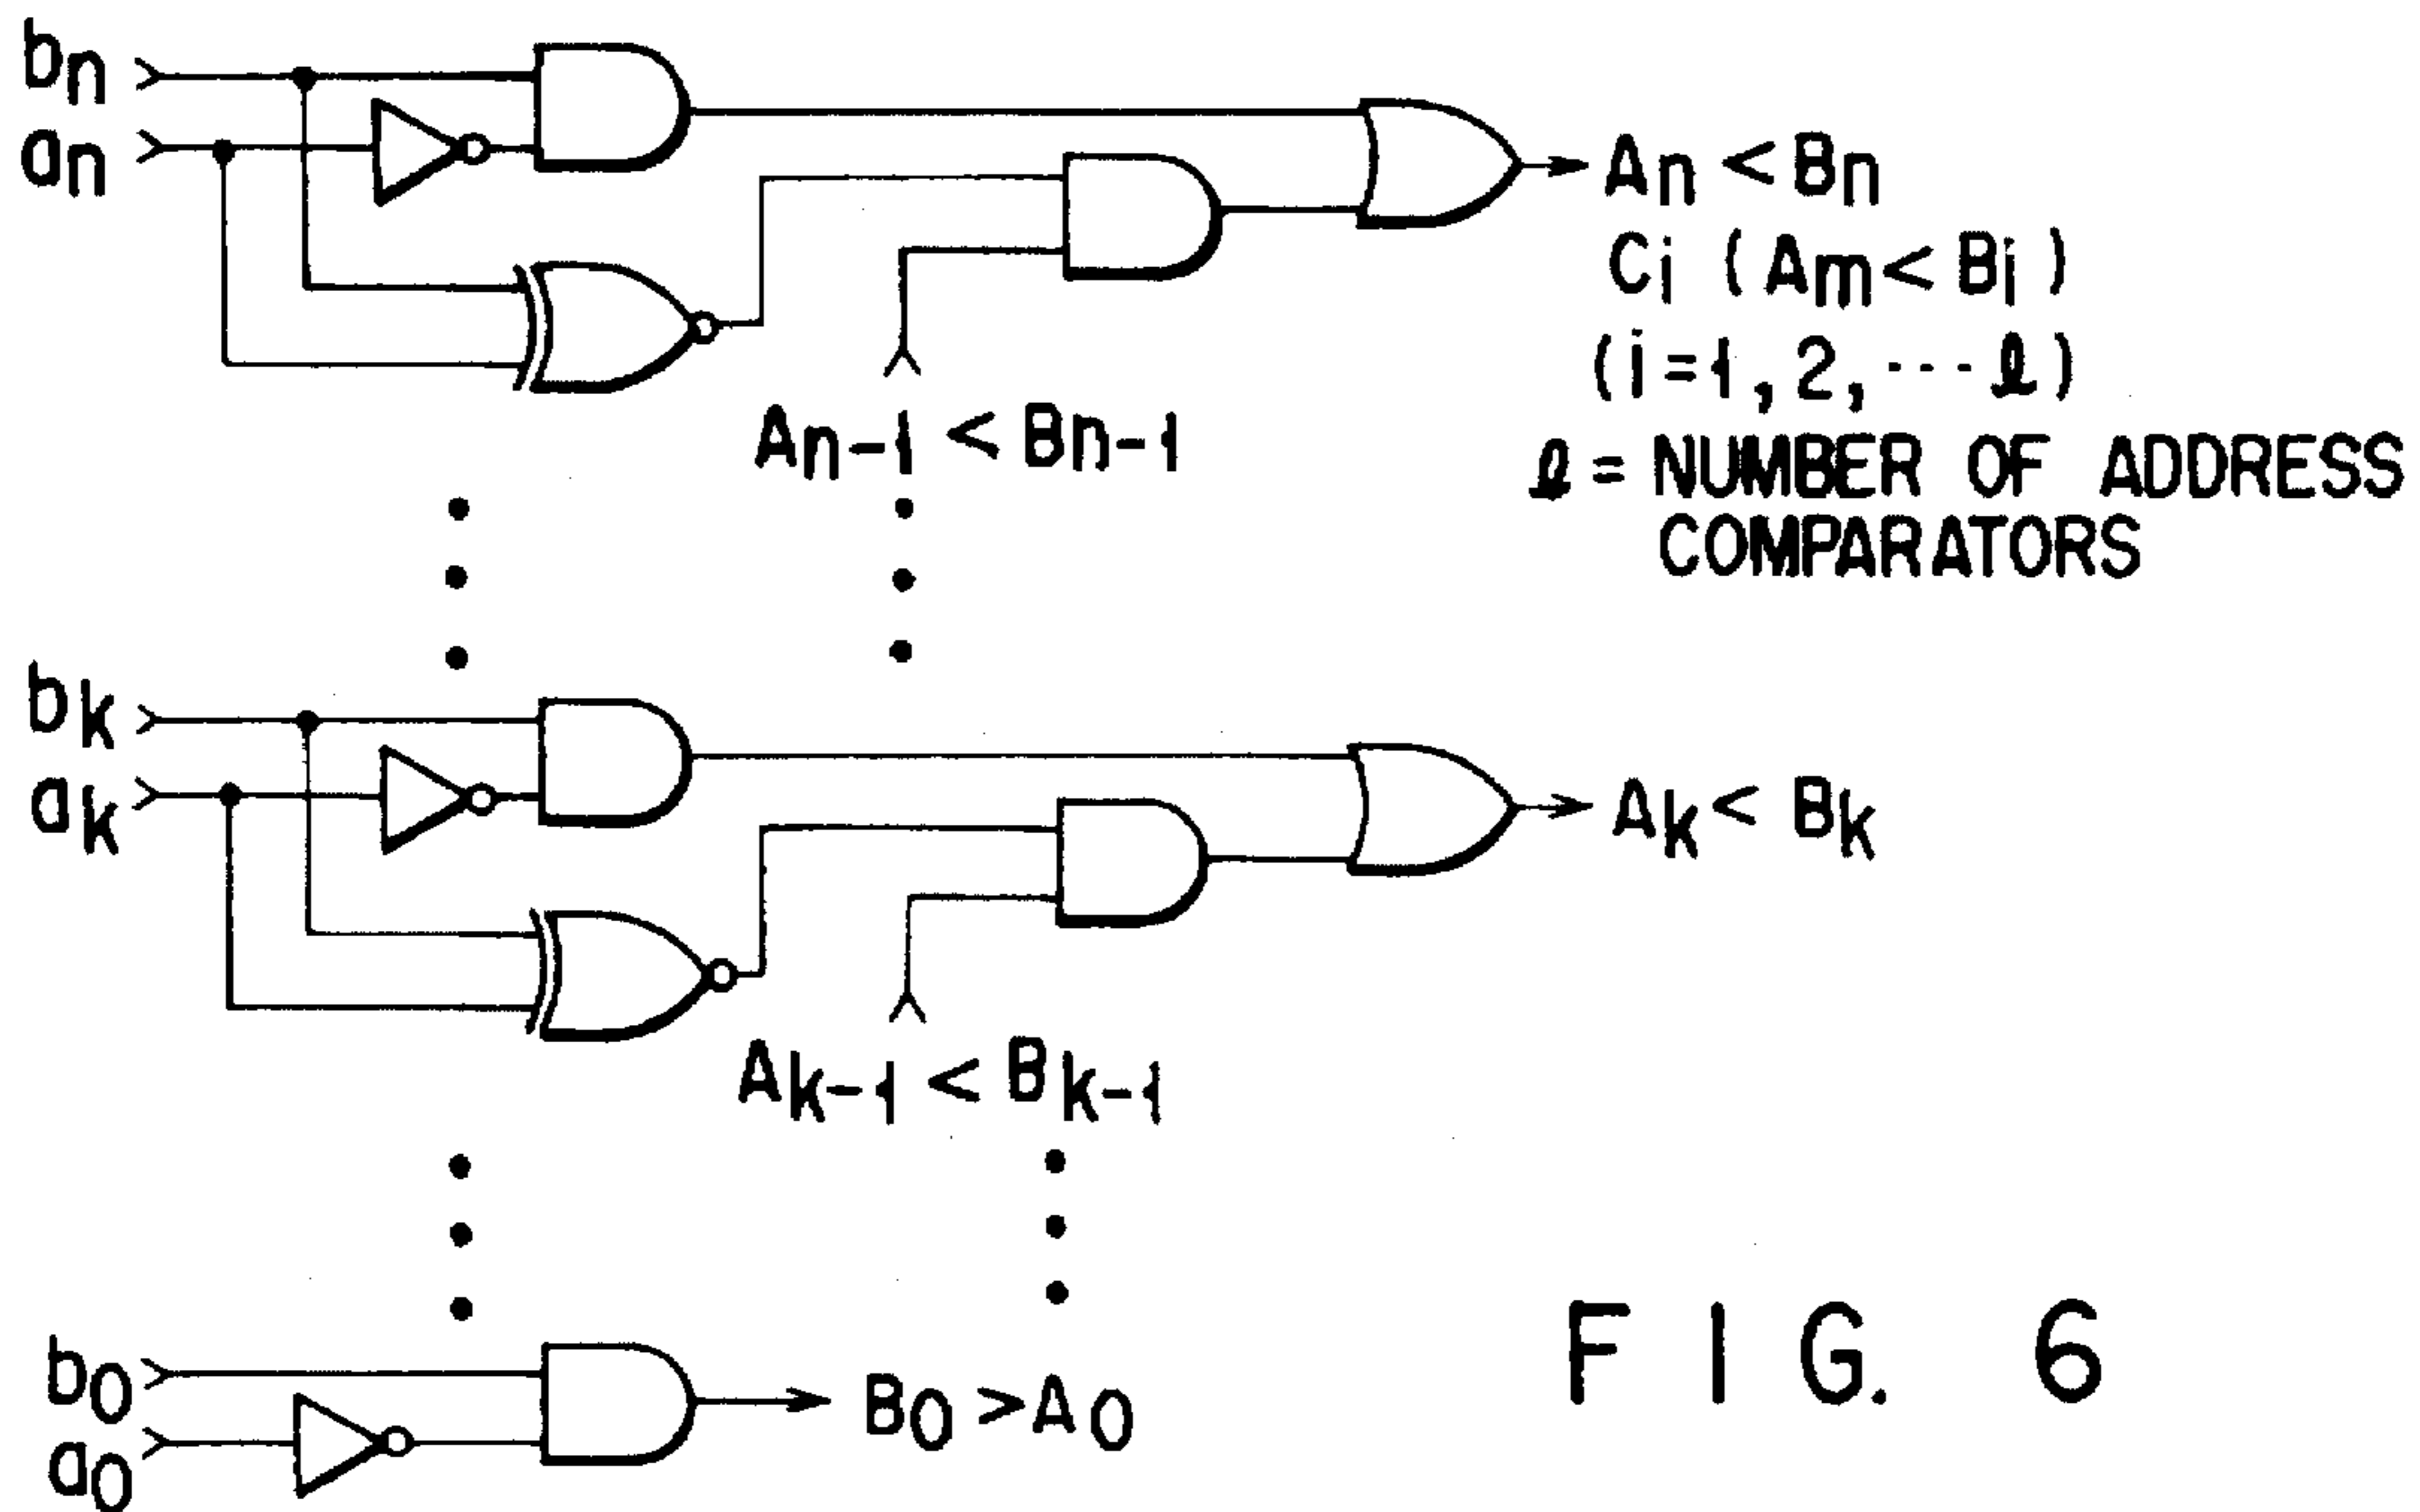 bn
an
An < Bn
Ci (Am < Bi)
(i=1, 2, ··· ℓ)
An-1 < Bn-1
ℓ = NUMBER OF ADDRESS
COMPARATORS
bk
ak
Ak < Bk
Ak-1 < Bk-1
b0
a0
B0 > A0
FIG. 6